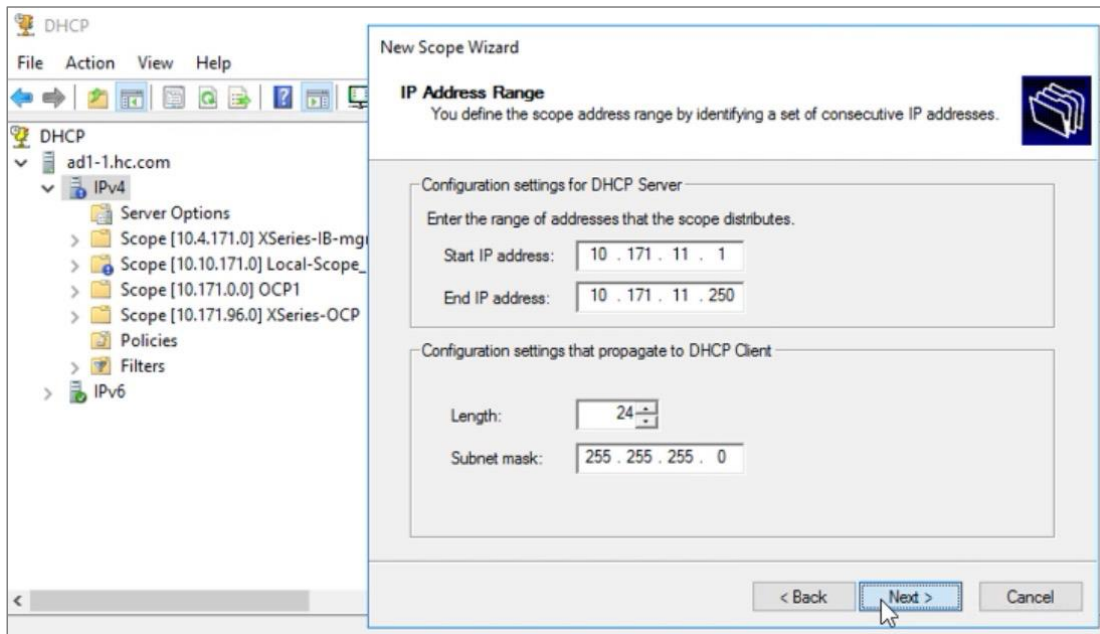 DHCP
File Action View Help
DHCP
ad1-1.hc.com
IPv4
Server Options
Scope [10.4.171.0] XSeries-IB-mg
Scope [10.10.171.0] Local-Scope_
Scope [10.171.0.0] OCP1
Scope [10.171.96.0] XSeries-OCP
Policies
Filters
IPv6
New Scope Wizard
IP Address Range
You define the scope address range by identifying a set of consecutive IP addresses.
Configuration settings for DHCP Server
Enter the range of addresses that the scope distributes.
Start IP address: 10 . 171 . 11 . 1
End IP address: 10 . 171 . 11 . 250
Configuration settings that propagate to DHCP Client
Length: 24
Subnet mask: 255 . 255 . 255 . 0
< Back Next > Cancel